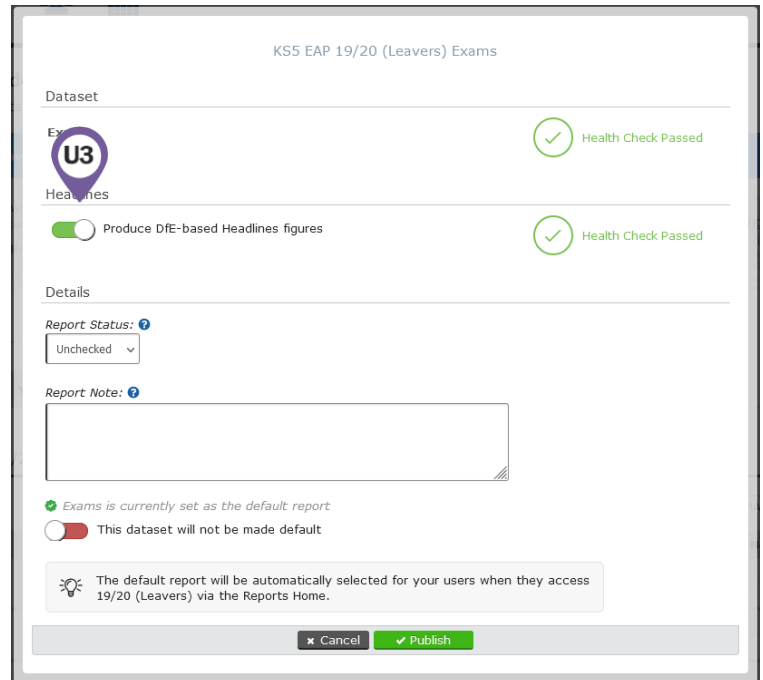 KS5 EAP 19/20 (Leavers) Exams
Dataset
U3
Health Check Passed
Headlines
Produce DfE-based Headlines figures
Health Check Passed
Details
Report Status:
Unchecked
Report Note:
Exams is currently set as the default report
This dataset will not be made default
The default report will be automatically selected for your users when they access
19/20 (Leavers) via the Reports Home.
Cancel
Publish